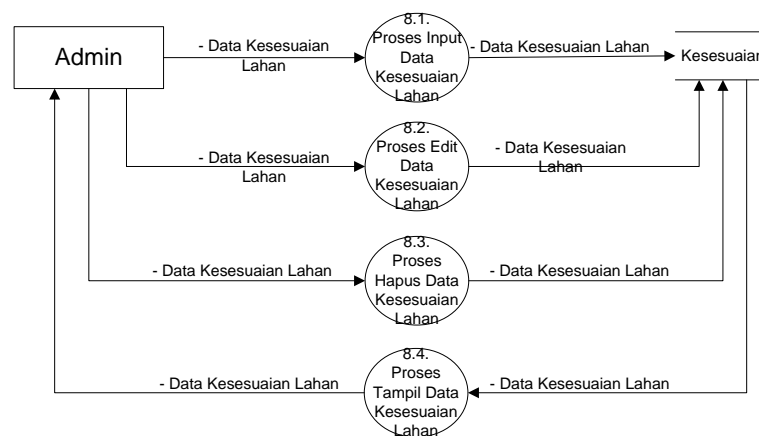 Admin
- Data Kesesuaian
Lahan
8.1.
Proses Input
Data
Kesesuaian
Lahan
- Data Kesesuaian Lahan
Kesesuaian
- Data Kesesuaian
Lahan
8.2.
Proses Edit
Data
Kesesuaian
Lahan
- Data Kesesuaian
Lahan
- Data Kesesuaian Lahan
8.3.
Proses
Hapus Data
Kesesuaian
Lahan
- Data Kesesuaian Lahan
- Data Kesesuaian Lahan
8.4.
Proses
Tampil Data
Kesesuaian
Lahan
- Data Kesesuaian Lahan